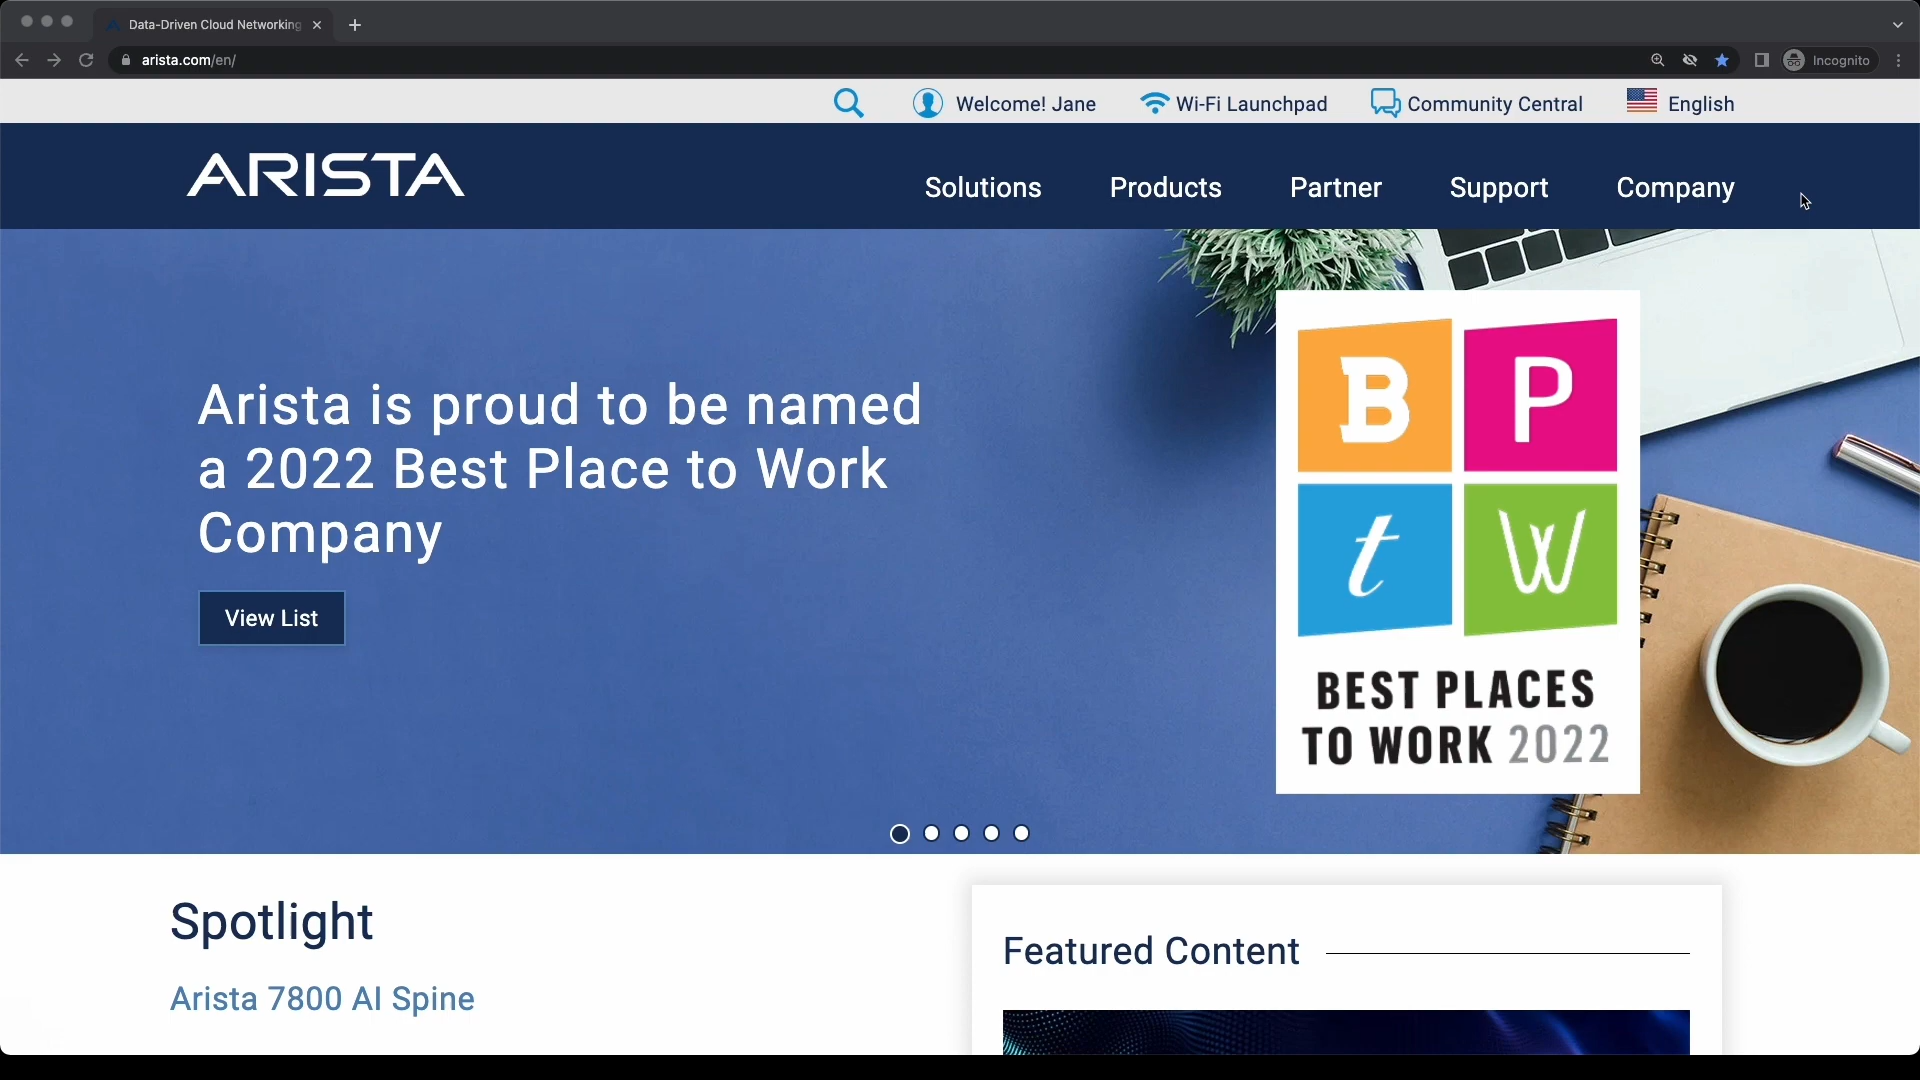 Data-Driven Cloud Networking
arista.com/en/
Incognito
Welcome! Jane
Wi-Fi Launchpad
Community Central
English
ARISTA
Solutions
Products
Partner
Support
Company
Arista is proud to be named
a 2022 Best Place to Work
Company
View List
B P
t W
BEST PLACES
TO WORK 2022
Spotlight
Arista 7800 AI Spine
Featured Content